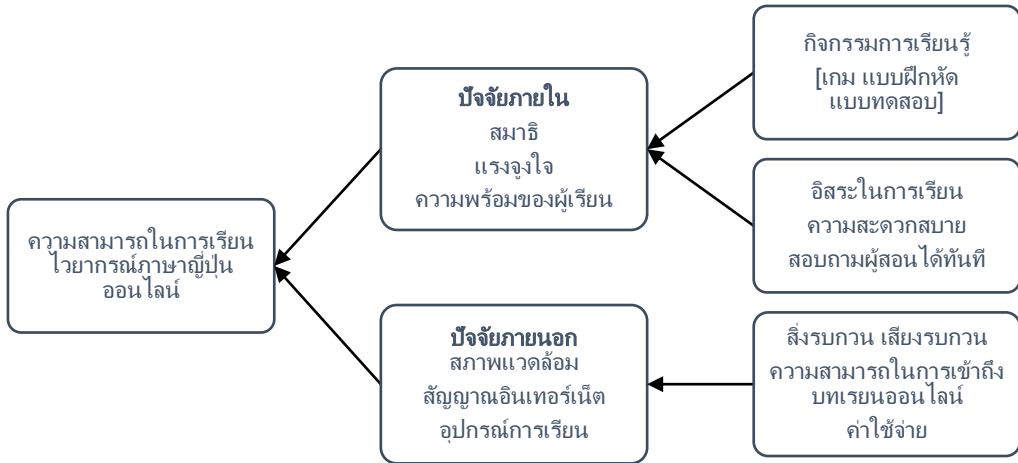 กิจกรรมการเรียนรู้
[เกม แบบฝึกหัด
แบบทดสอบ]
ปัจจัยภายใน
สมาธิ
แรงจูงใจ
ความพร้อมของผู้เรียน
อิสระในการเรียน
ความสะดวกสบาย
สอบถามผู้สอนได้ทันที
ความสามารถในการเรียน
ไวยากรณ์ภาษาญี่ปุ่น
ออนไลน์
ปัจจัยภายนอก
สภาพแวดล้อม
สัญญาณอินเทอร์เน็ต
อุปกรณ์การเรียน
สิ่งรบกวน เสียงรบกวน
ความสามารถในการเข้าถึง
บทเรยนออนไลน์
ค่าใช้จ่าย